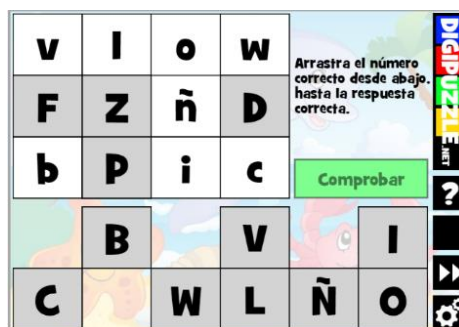 v l o w
F Z ñ D
b P i c
Arrastra el número
correcto desde abajo.
hasta la respuesta
correcta.
Comprobar
B V I
C W L Ñ O
DIGIPUZZLE.NET
?